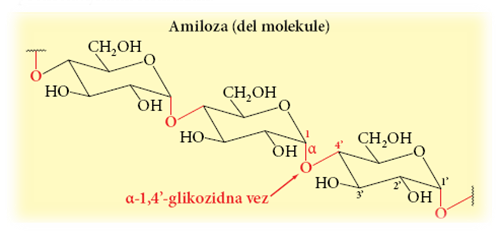 Amiloza (del molekule)
CH₂OH
O
O
HO
OH
O
CH₂OH
O
HO
OH
1
α
O
4'
CH₂OH
O
HO
3'
2'
OH
1'
O
α-1,4'-glikozidna vez